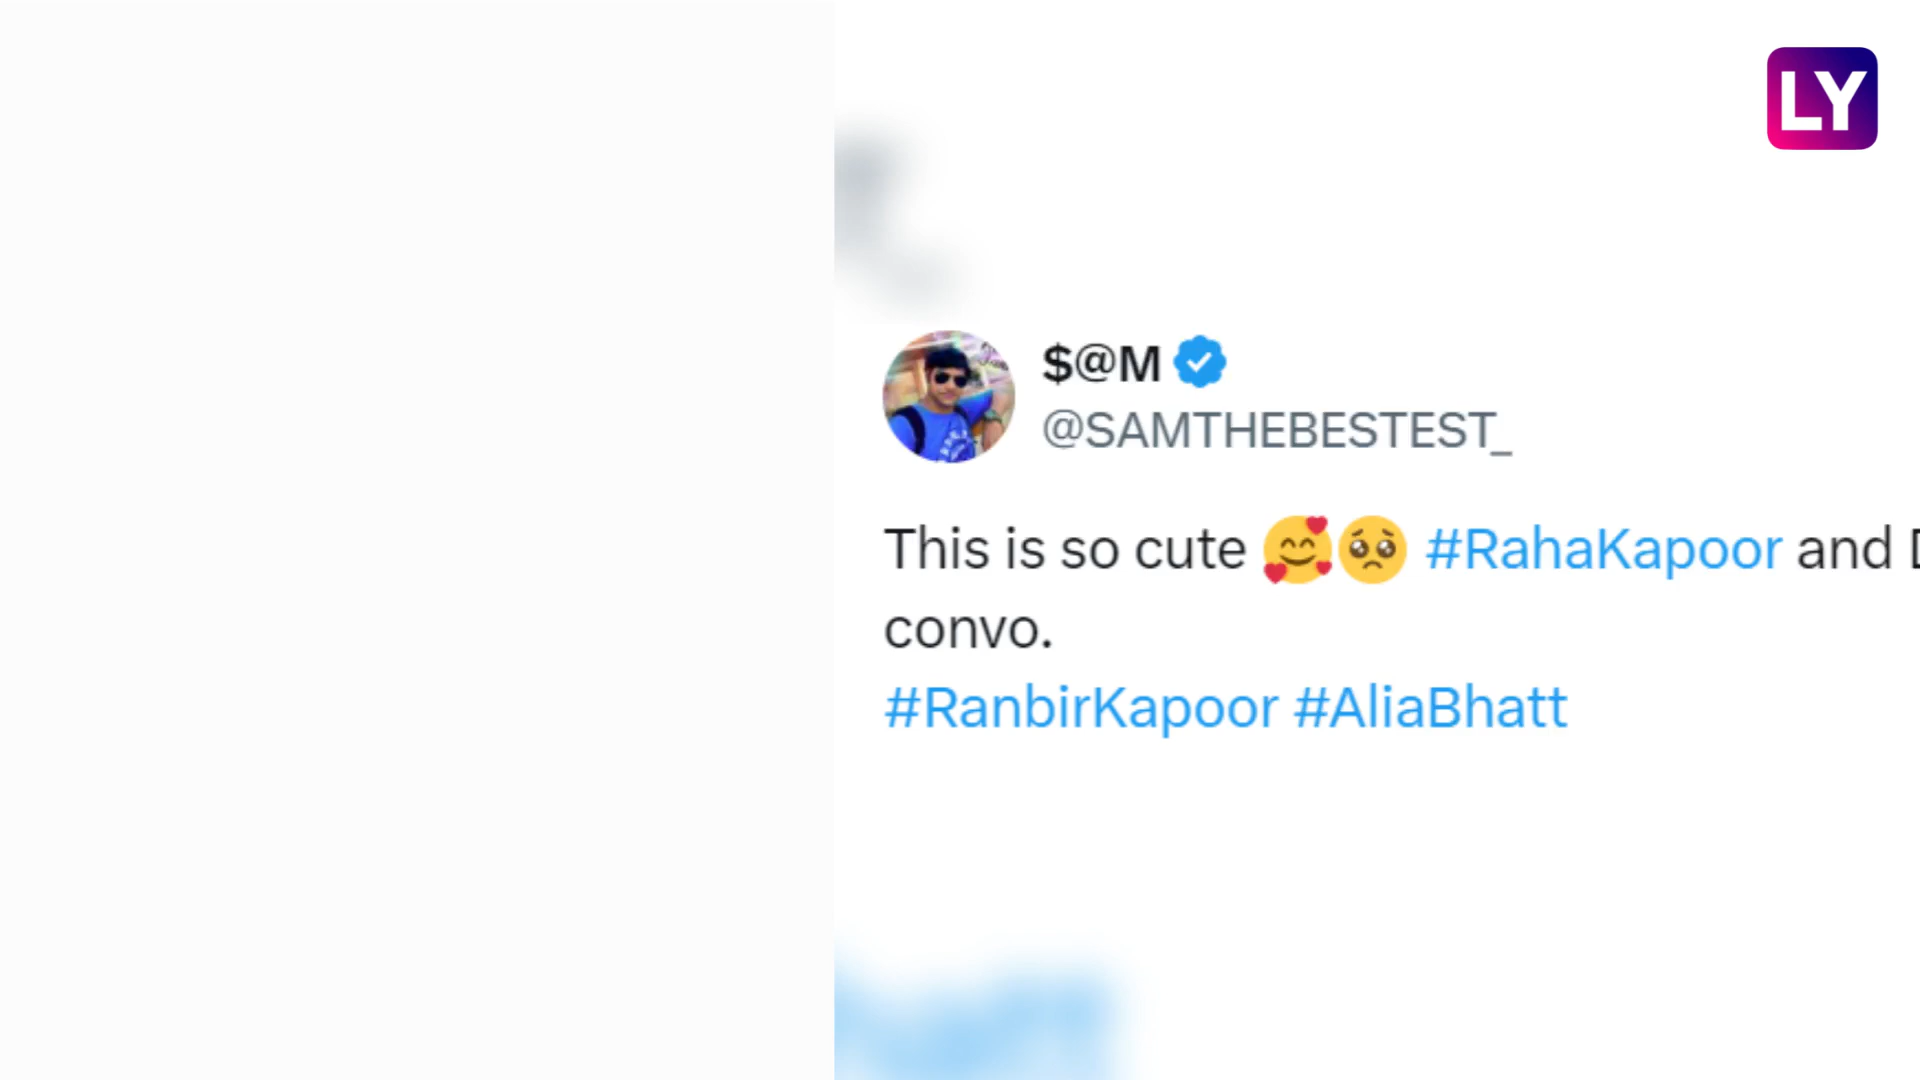 LY
$@M
@SAMTHEBESTEST_
This is so cute 🥰🥺 #RahaKapoor and
convo.
#RanbirKapoor #AliaBhatt